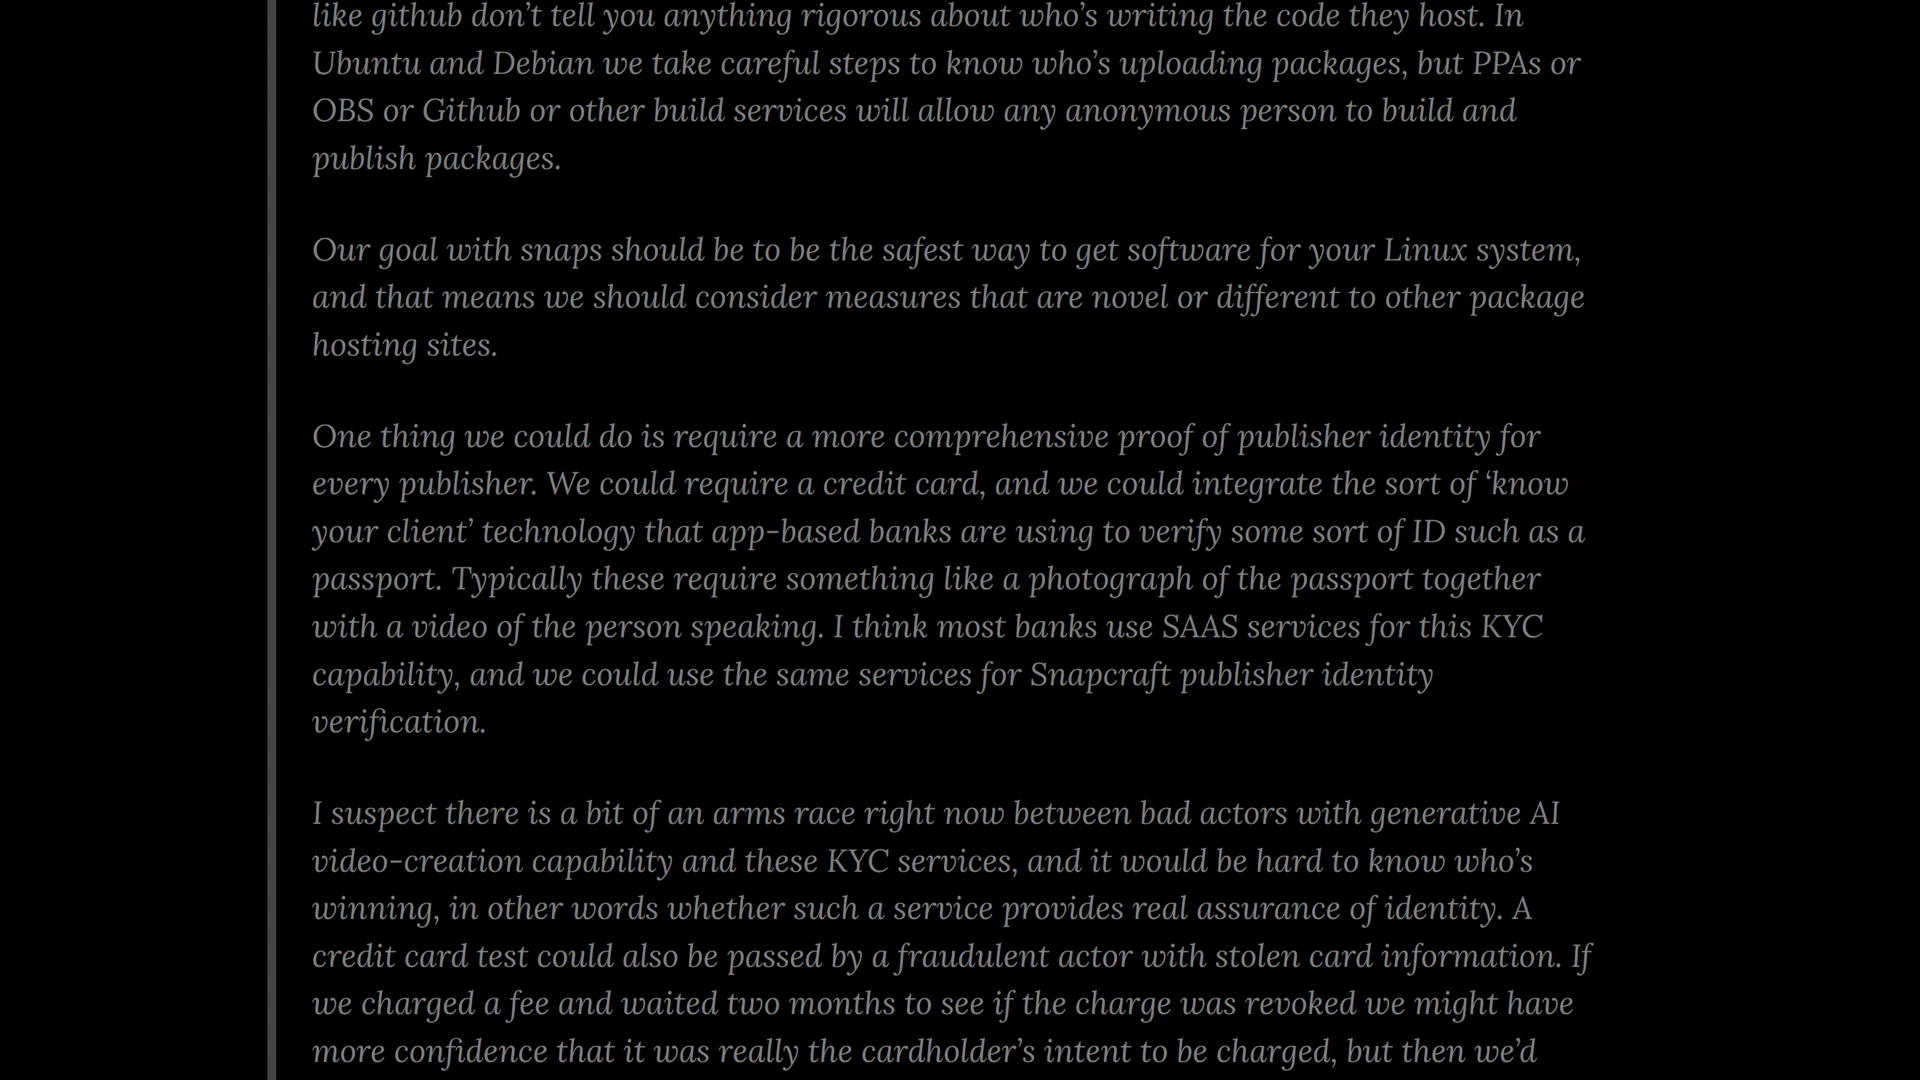 like github don’t tell you anything rigorous about who’s writing the code they host. In
Ubuntu and Debian we take careful steps to know who’s uploading packages, but PPAs or
OBS or Github or other build services will allow any anonymous person to build and
publish packages.
Our goal with snaps should be to be the safest way to get software for your Linux system,
and that means we should consider measures that are novel or different to other package
hosting sites.
One thing we could do is require a more comprehensive proof of publisher identity for
every publisher. We could require a credit card, and we could integrate the sort of ‘know
your client’ technology that app-based banks are using to verify some sort of ID such as a
passport. Typically these require something like a photograph of the passport together
with a video of the person speaking. I think most banks use SAAS services for this KYC
capability, and we could use the same services for Snapcraft publisher identity
verification.
I suspect there is a bit of an arms race right now between bad actors with generative AI
video-creation capability and these KYC services, and it would be hard to know who’s
winning, in other words whether such a service provides real assurance of identity. A
credit card test could also be passed by a fraudulent actor with stolen card information. If
we charged a fee and waited two months to see if the charge was revoked we might have
more confidence that it was really the cardholder’s intent to be charged, but then we’d